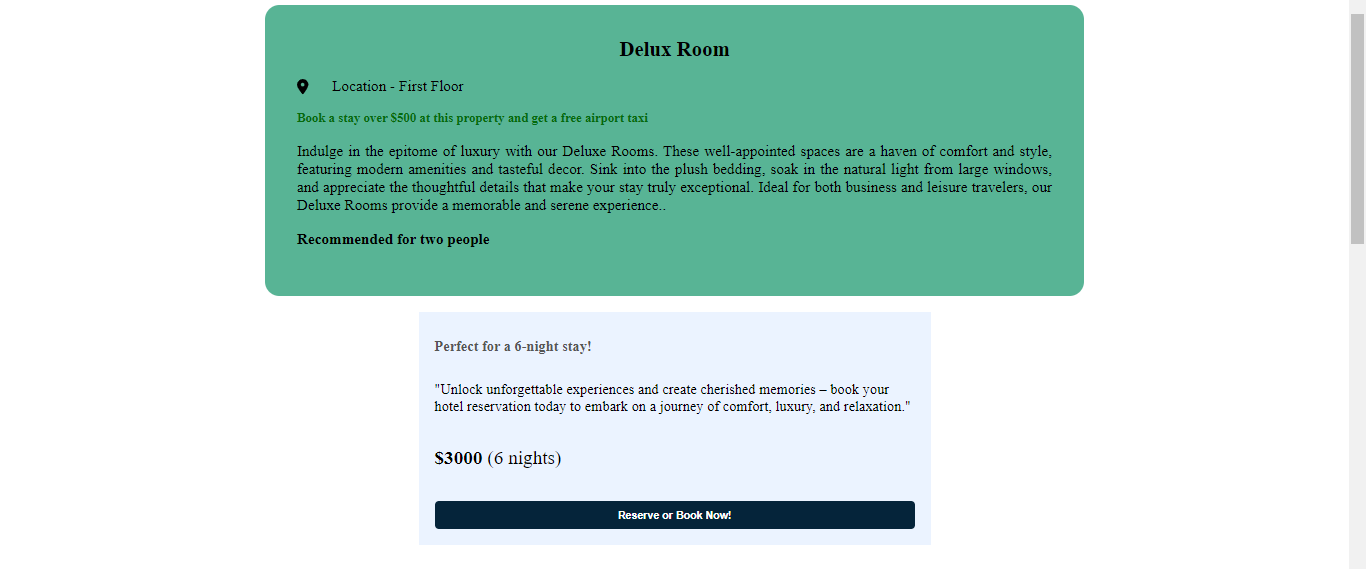 Delux Room
Location - First Floor
Book a stay over $500 at this property and get a free airport taxi
Indulge in the epitome of luxury with our Deluxe Rooms. These well-appointed spaces are a haven of comfort and style,
featuring modern amenities and tasteful decor. Sink into the plush bedding, soak in the natural light from large windows,
and appreciate the thoughtful details that make your stay truly exceptional. Ideal for both business and leisure travelers, our
Deluxe Rooms provide a memorable and serene experience..
Recommended for two people
Perfect for a 6-night stay!
"Unlock unforgettable experiences and create cherished memories – book your
hotel reservation today to embark on a journey of comfort, luxury, and relaxation."
$3000 (6 nights)
Reserve or Book Now!